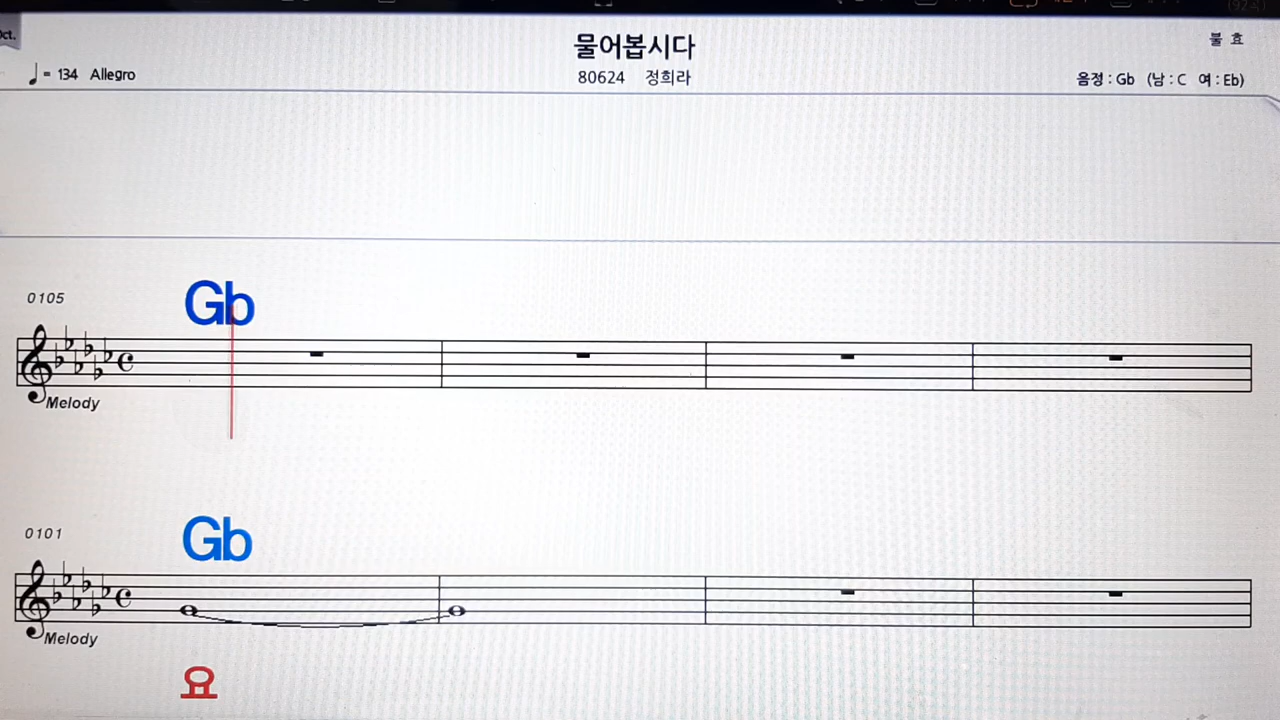 물어봅시다
불 효
♩= 134 Allegro
80624 정희라
음정 : Gb (남 : C 여 : Eb)
Gb
0105
Melody
Gb
0101
Melody
요